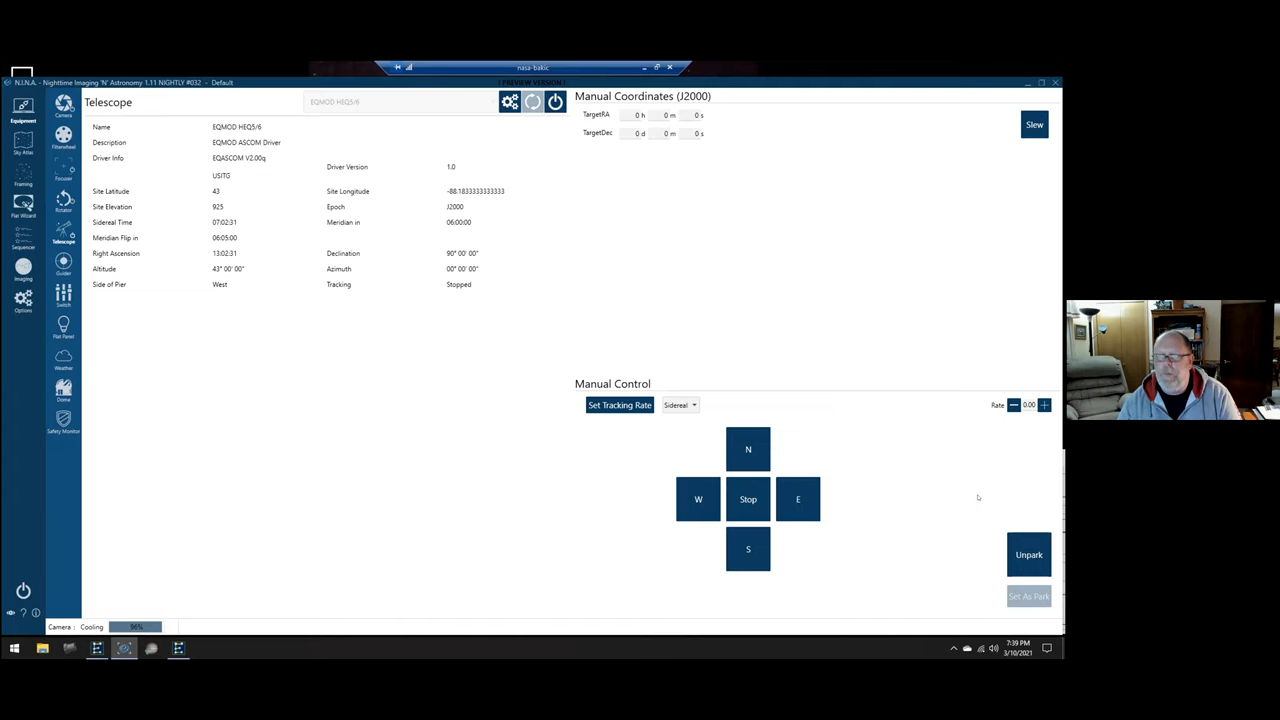 nasa-bakic
N.I.N.A. - Nighttime Imaging 'N' Astronomy 1.11 NIGHTLY #032 - Default
! PREVIEW VERSION !
Equipment
Sky Atlas
Framing
Flat Wizard
Sequencer
Imaging
Options
Camera
Filterwheel
Focuser
Rotator
Telescope
Guider
Switch
Flat Panel
Weather
Dome
Safety Monitor
Telescope
EQMOD HEQ5/6
Name EQMOD HEQ5/6
Description EQMOD ASCOM Driver
Driver Info EQASCOM V2.00q
USITG
Driver Version 1.0
Site Latitude 43 Site Longitude -88.1833333333333
Site Elevation 925 Epoch J2000
Sidereal Time 07:02:31 Meridian in 06:00:00
Meridian Flip in 06:05:00
Right Ascension 13:02:31 Declination 90° 00' 00"
Altitude 43° 00' 00" Azimuth 00° 00' 00"
Side of Pier West Tracking Stopped
Manual Coordinates (J2000)
TargetRA 0 h 0 m 0 s
TargetDec 0 d 0 m 0 s
Slew
Manual Control
Set Tracking Rate Sidereal Rate 0.00
N
W Stop E
S
Unpark
Set As Park
Camera : Cooling 96%
7:39 PM
3/10/2021